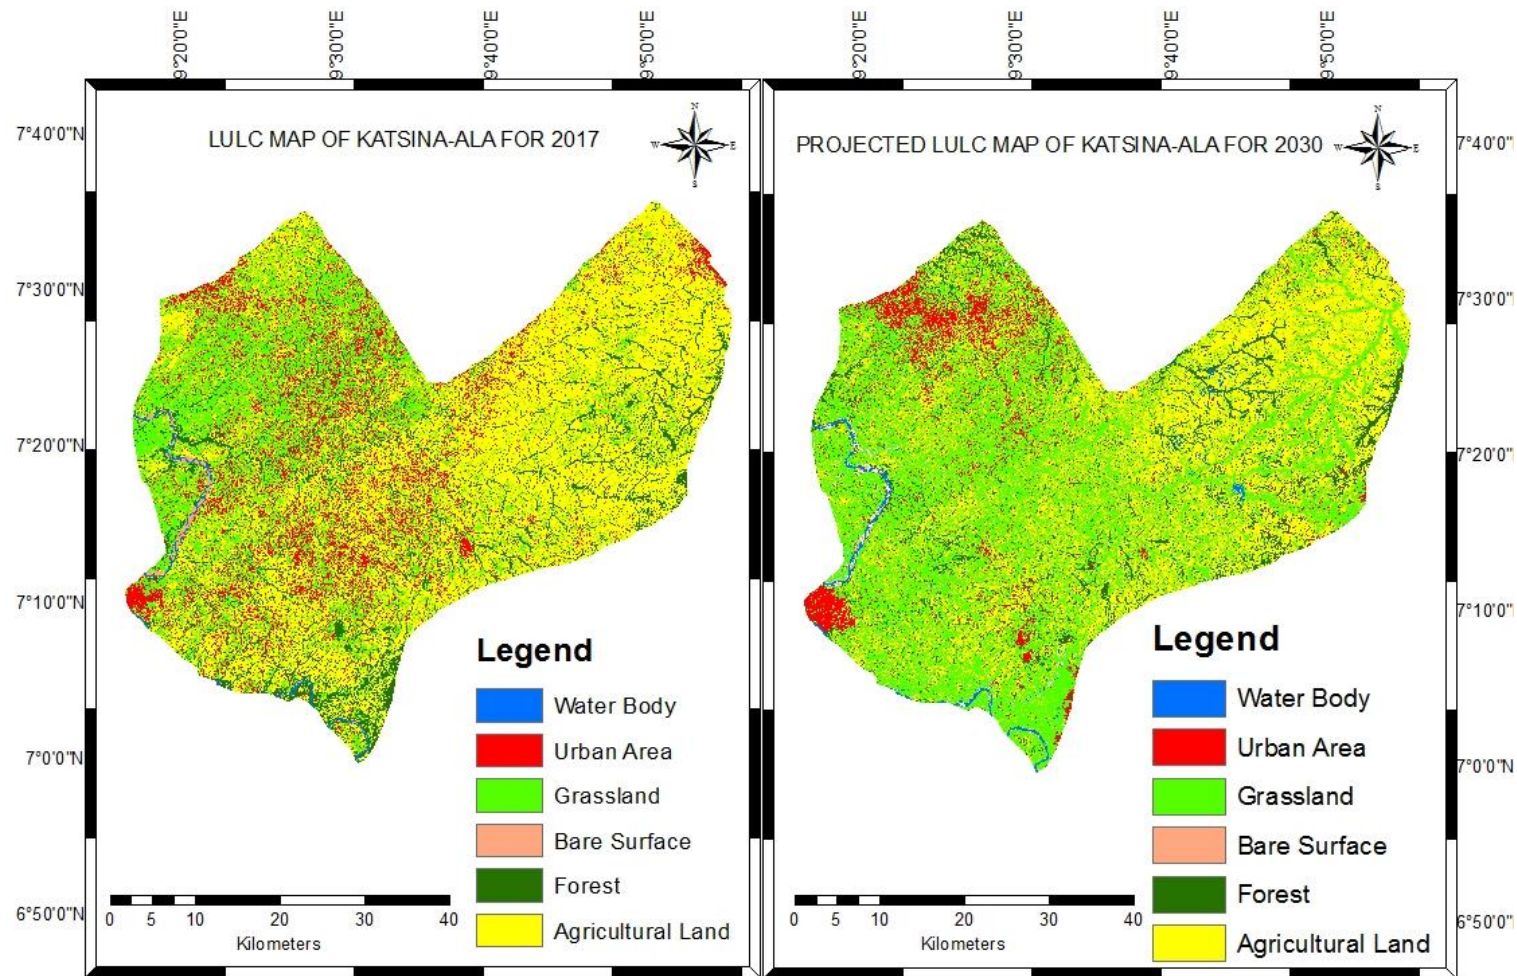 9°20'0"E 9°30'0"E 9°40'0"E 9°50'0"E
9°20'0"E 9°30'0"E 9°40'0"E 9°50'0"E
LULC MAP OF KATSINA-ALA FOR 2017
N
W E
S
7°40'0"N
7°30'0"N
7°20'0"N
7°10'0"N
7°0'0"N
6°50'0"N
Legend
Water Body
Urban Area
Grassland
Bare Surface
Forest
Agricultural Land
0 5 10 20 30 40
Kilometers
PROJECTED LULC MAP OF KATSINA-ALA FOR 2030
N
W E
S
7°40'0"N
7°30'0"N
7°20'0"N
7°10'0"N
7°0'0"N
6°50'0"N
Legend
Water Body
Urban Area
Grassland
Bare Surface
Forest
Agricultural Land
0 5 10 20 30 40
Kilometers